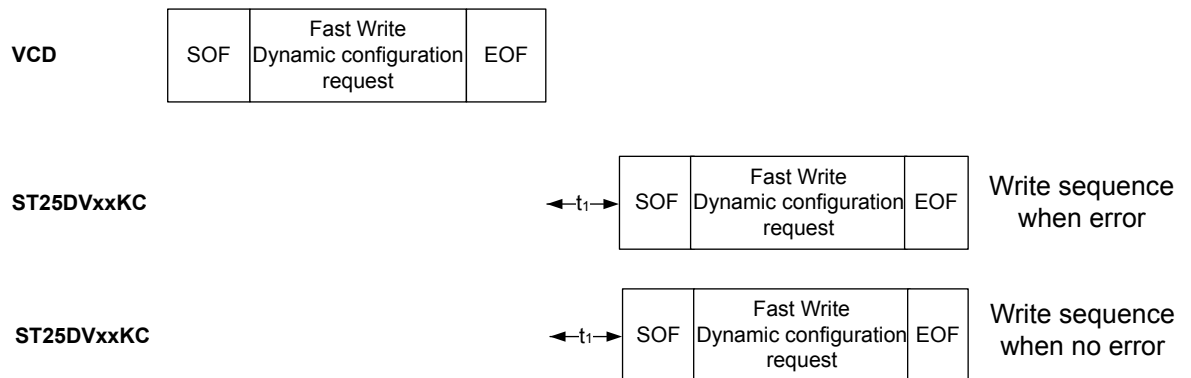 VCD
SOF
Fast Write
Dynamic configuration
request
EOF
ST25DVxxKC
t1
SOF
Fast Write
Dynamic configuration
request
EOF
Write sequence
when error
ST25DVxxKC
t1
SOF
Fast Write
Dynamic configuration
request
EOF
Write sequence
when no error